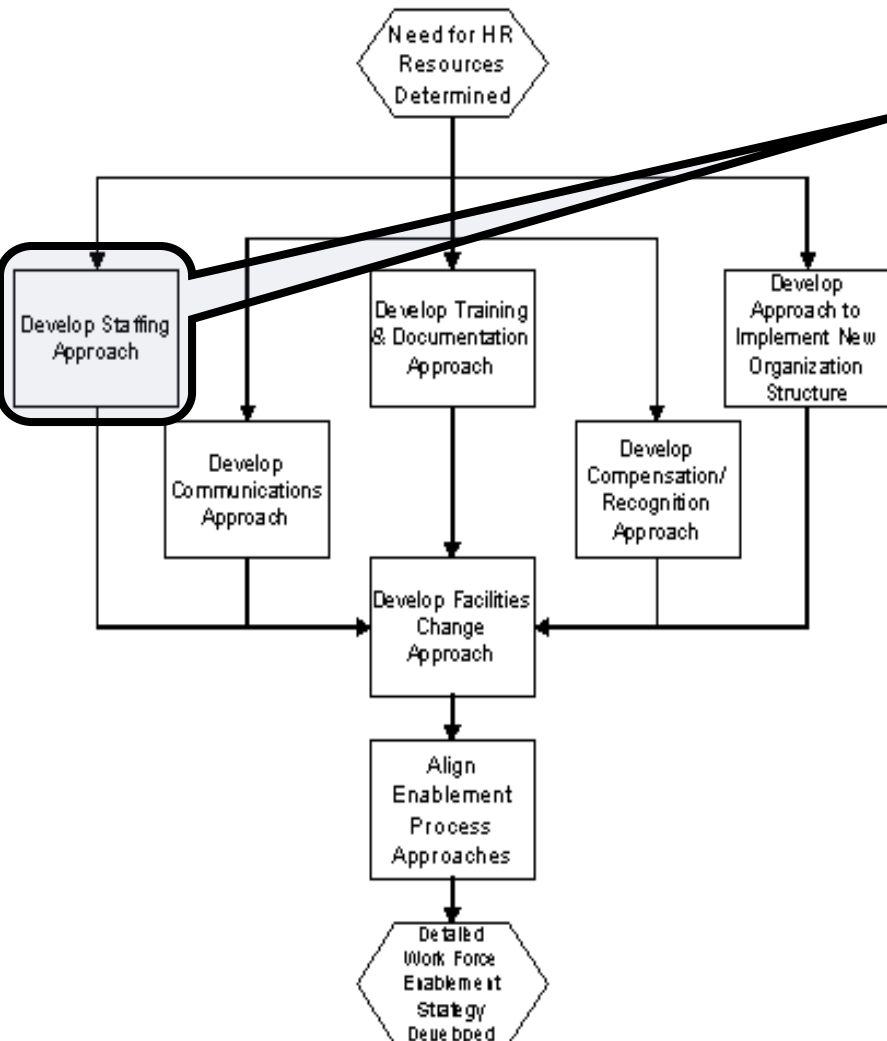 Need for HR
Resources
Determined
Develop Staffing
Approach
Develop Training
& Documentation
Approach
Develop
Approach to
Implement New
Organization
Structure
Develop
Communications
Approach
Develop
Compensation/
Recognition
Approach
Develop Facilities
Change
Approach
Align
Enablement
Process
Approaches
Detailed
Work Force
Enablement
Strategy
Developed